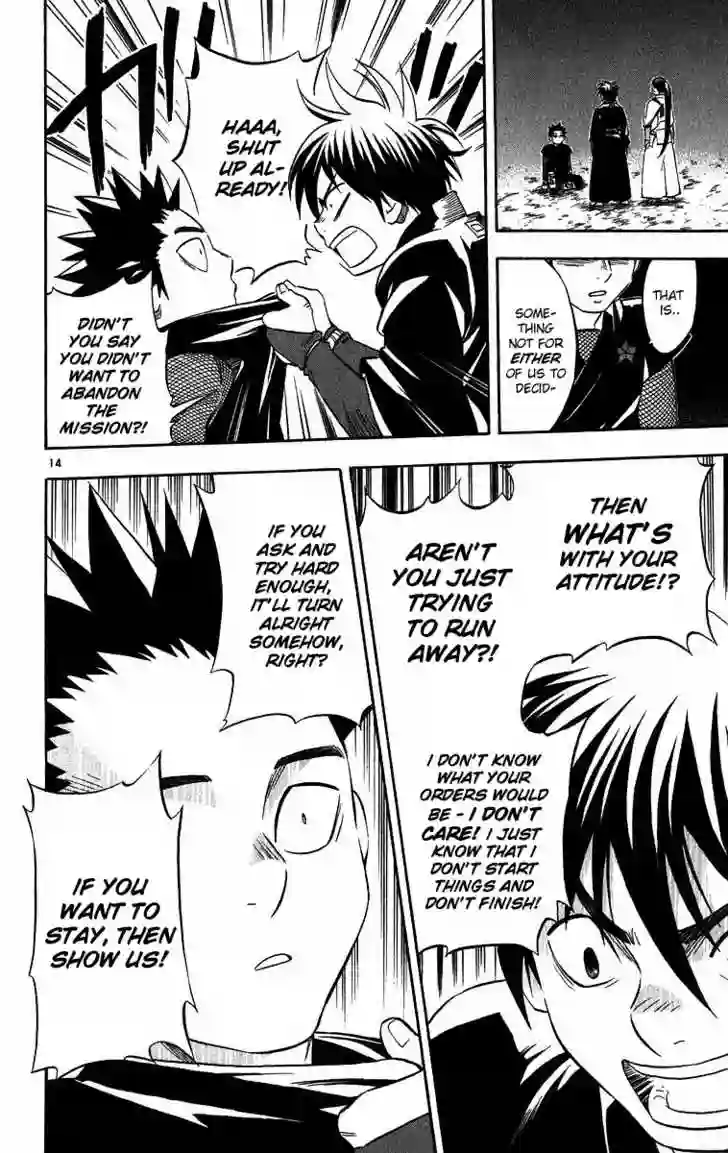 THAT
IS..
SOME-
THING
NOT FOR
EITHER
OF US TO
DECID-
ガッ
HAAA,
SHUT
UP AL-
READY!
DIDN'T
YOU SAY
YOU DIDN'T
WANT TO
ABANDON
THE
MISSION?!
14
THEN
WHAT'S
WITH YOUR
ATTITUDE!?
AREN'T
YOU JUST
TRYING
TO RUN
AWAY?!
I DON'T KNOW
WHAT YOUR
ORDERS WOULD
BE - I DON'T
CARE! I JUST
KNOW THAT I
DON'T START
THINGS AND
DON'T FINISH!
IF YOU
ASK AND
TRY HARD
ENOUGH,
IT'LL TURN
ALRIGHT
SOMEHOW,
RIGHT?
IF YOU
WANT TO
STAY, THEN
SHOW US!